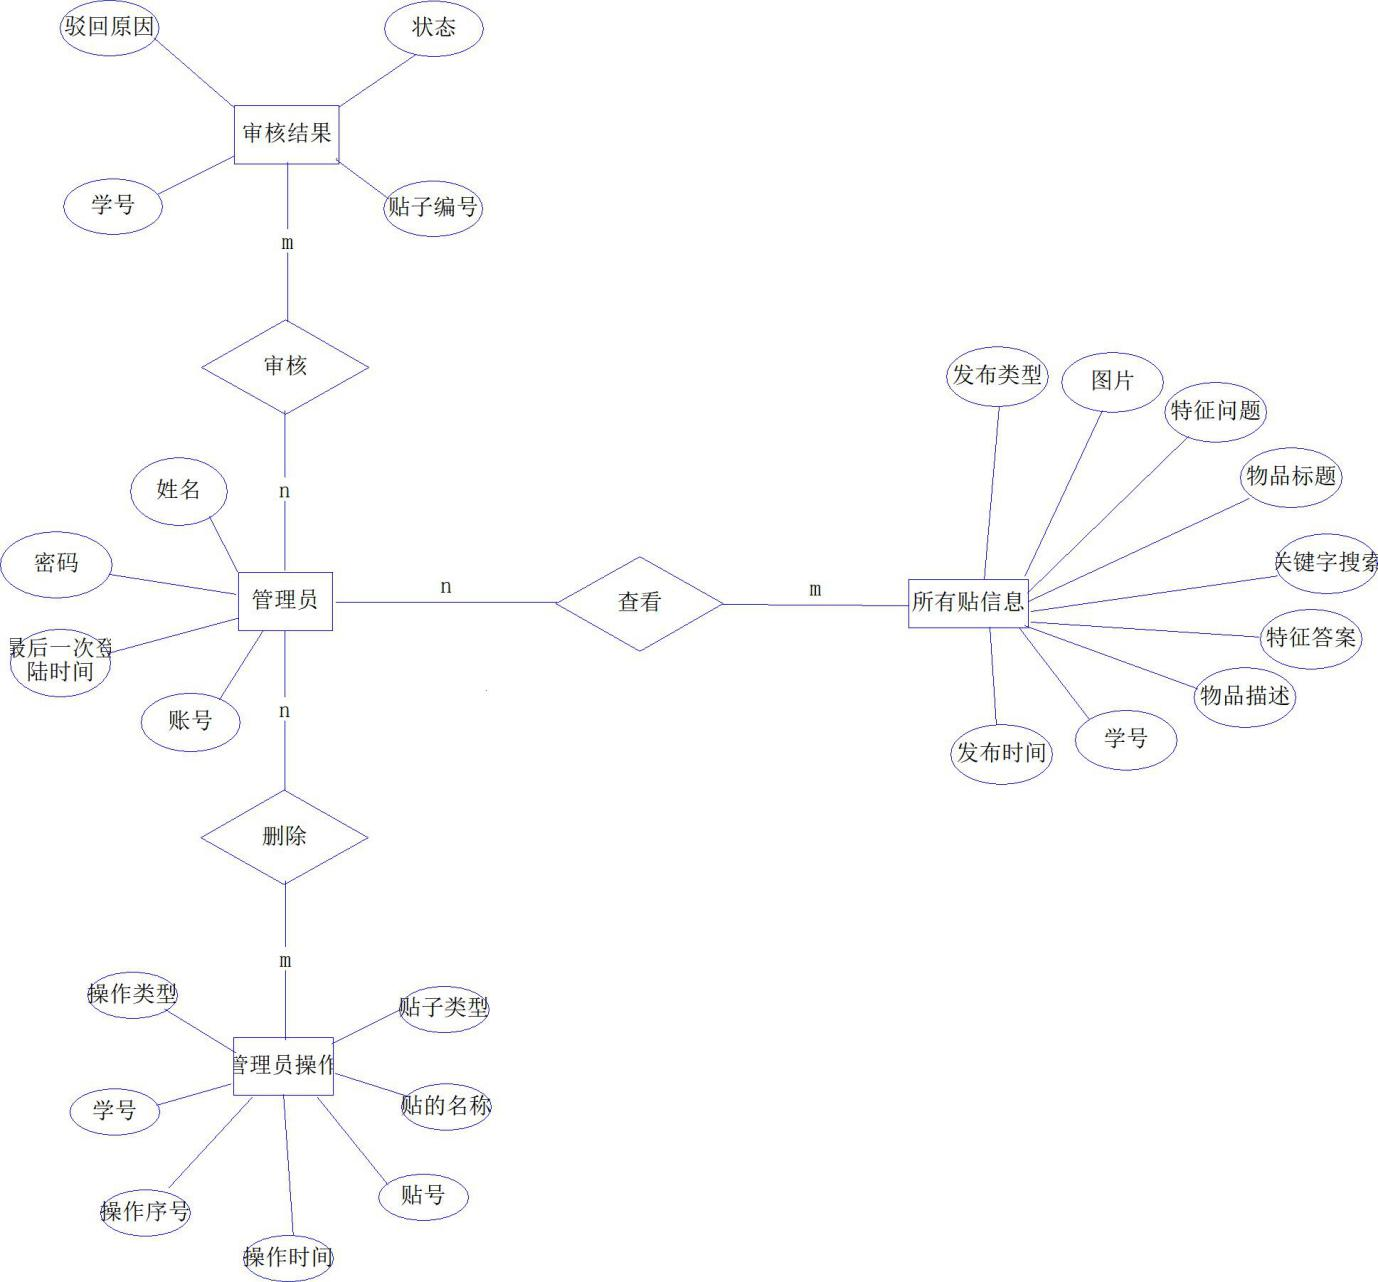 驳回原因
状态
审核结果
学号
贴子编号
m
审核
发布类型
图片
特征问题
物品标题
关键字搜索
特征答案
物品描述
学号
发布时间
所有贴信息
n
姓名
密码
管理员
最后一次登
陆时间
账号
n
查看
m
n
删除
m
操作类型
贴子类型
管理员操作
学号
贴的名称
操作序号
贴号
操作时间